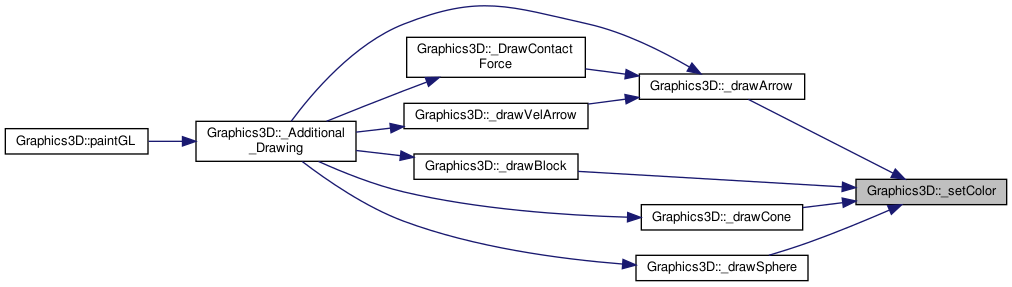 Graphics3D::_DrawContact
Force
Graphics3D::_drawArrow
Graphics3D::_drawVelArrow
Graphics3D::paintGL
Graphics3D::_Additional
_Drawing
Graphics3D::_drawBlock
Graphics3D::_setColor
Graphics3D::_drawCone
Graphics3D::_drawSphere